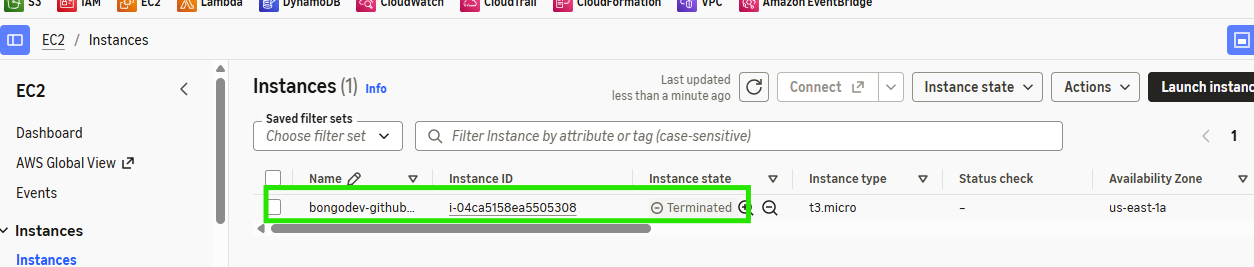 S3 IAM EC2 Lambda DynamoDB CloudWatch CloudTrail CloudFormation VPC Amazon EventBridge
EC2 / Instances
EC2
Dashboard
AWS Global View
Events
Instances
Instances
Instances (1) Info
Last updated
less than a minute ago
Connect
Instance state
Actions
Launch instanc
Saved filter sets
Choose filter set
Filter Instance by attribute or tag (case-sensitive)
1
Name Instance ID Instance state Instance type Status check Availability Zone
bongodev-github... i-04ca5158ea5505308 Terminated t3.micro – us-east-1a